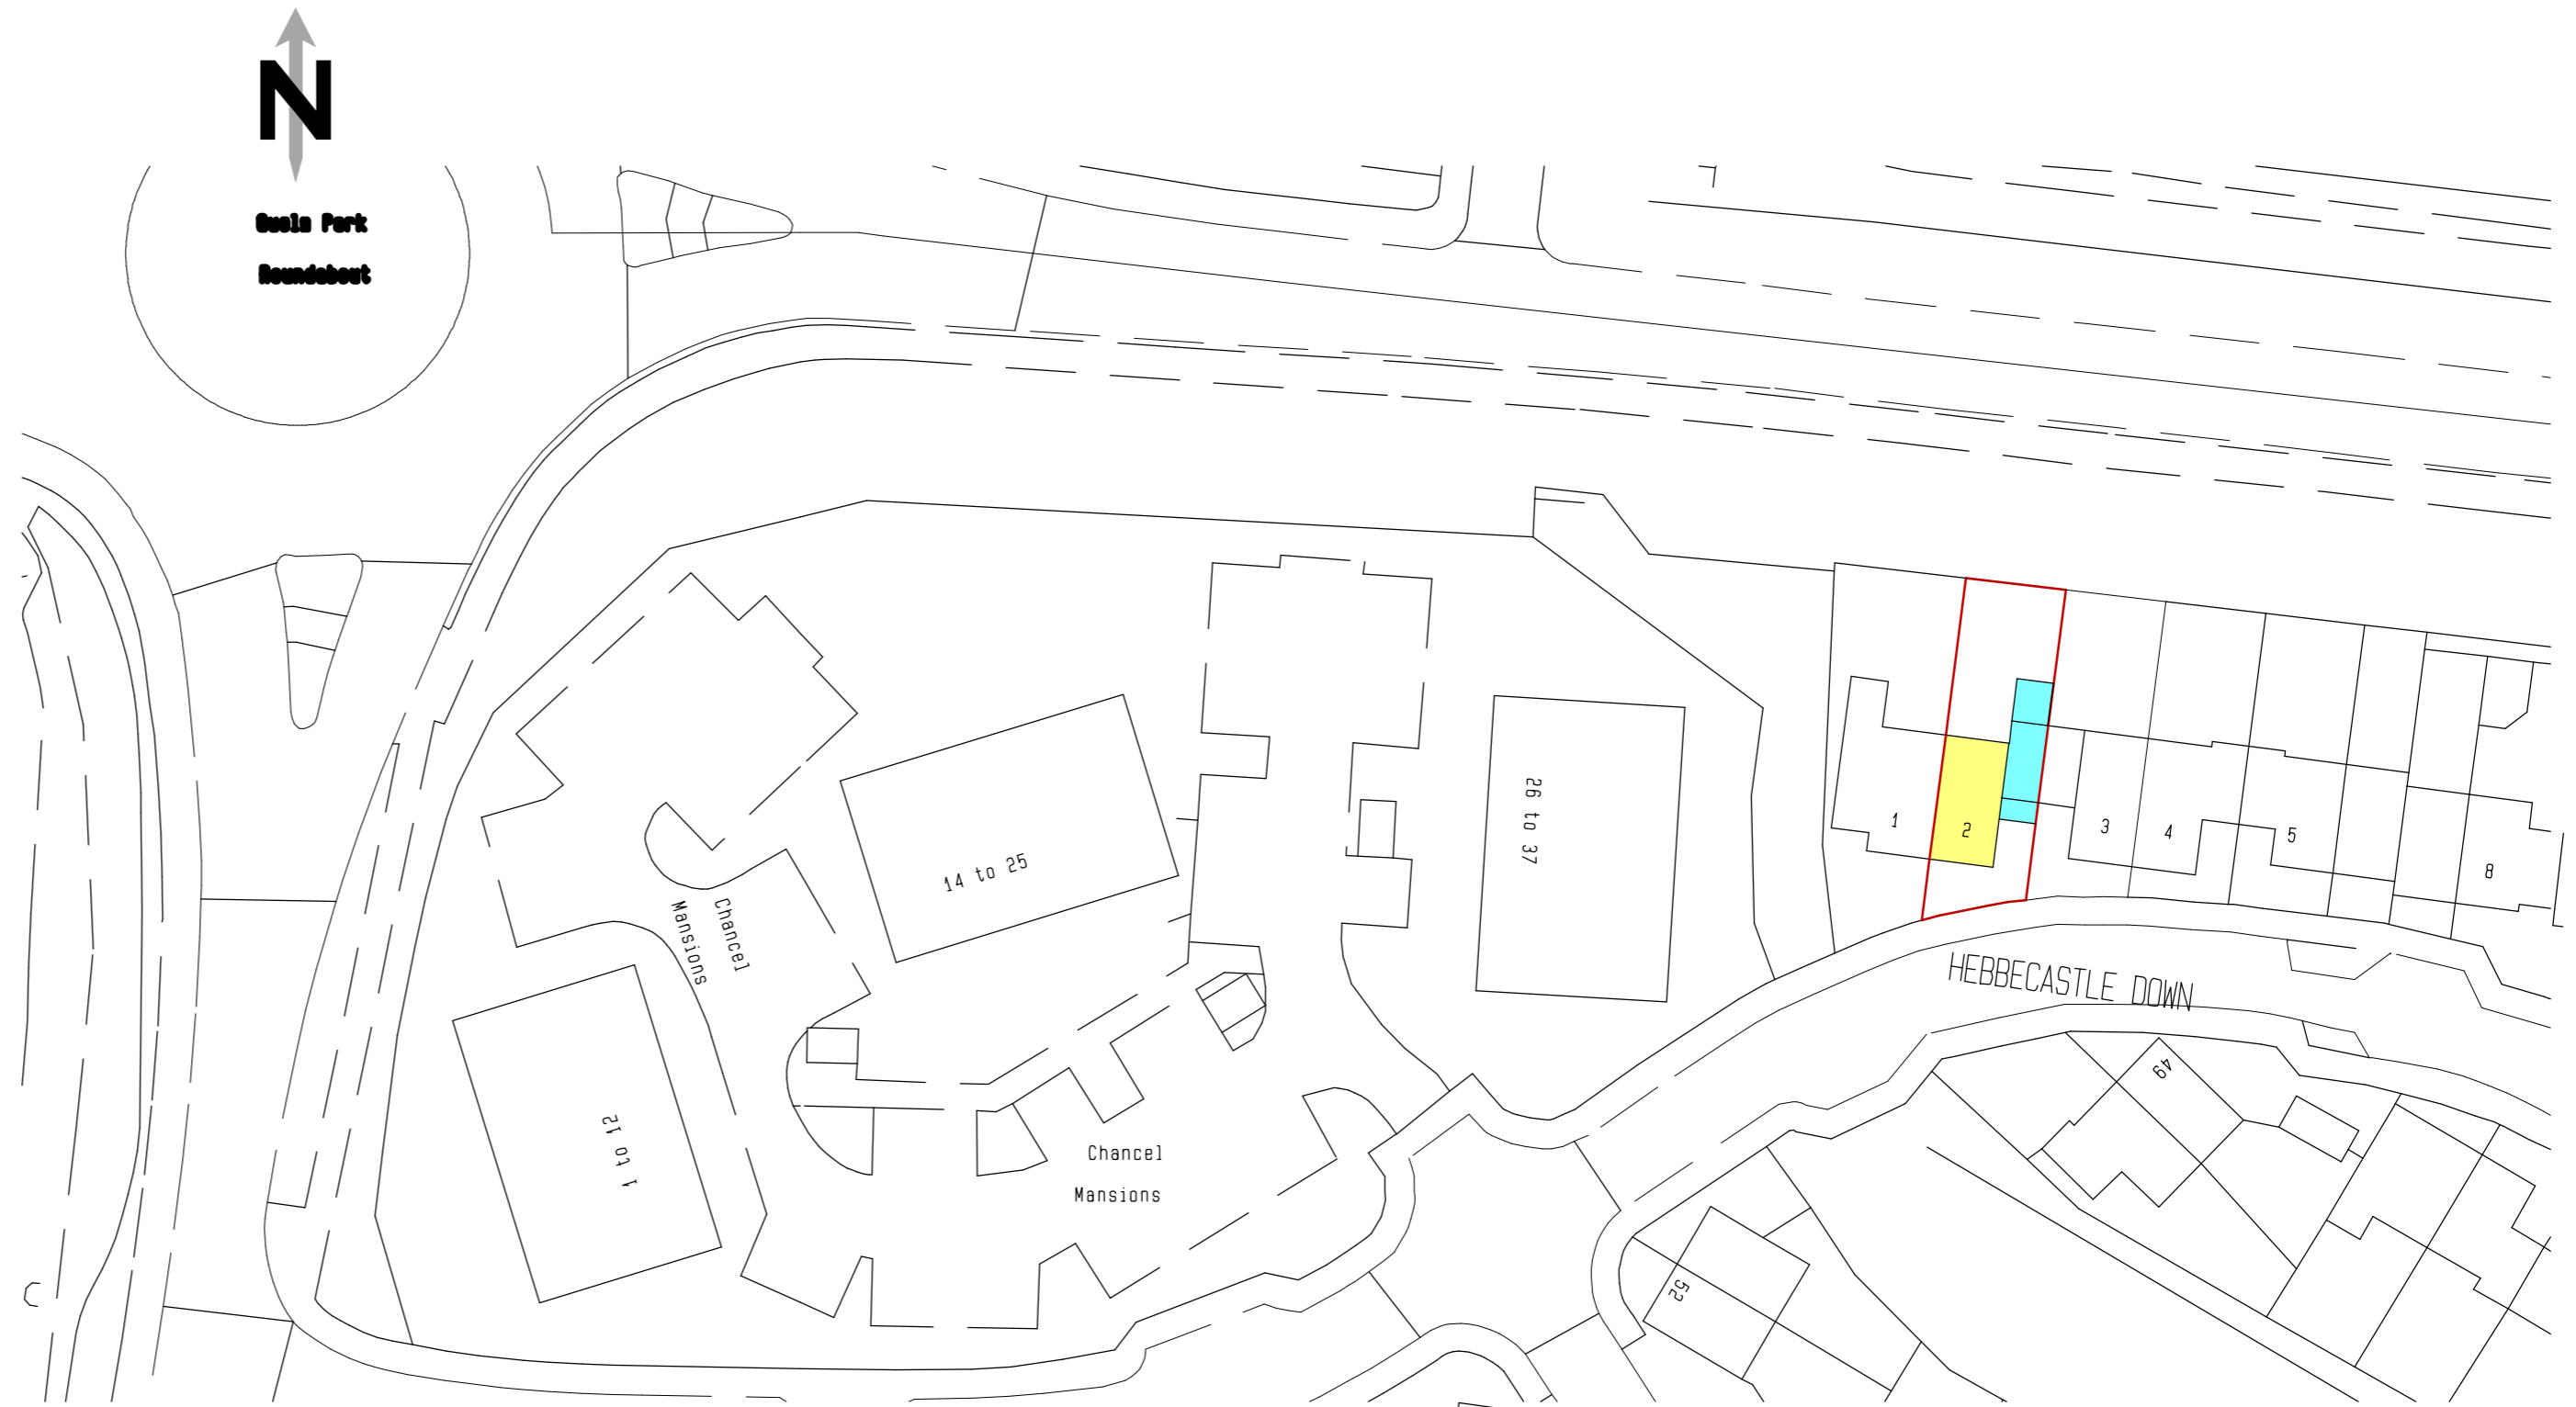 N
Roundabout
14 to 25
26 to 37
1
2
3
4
5
8
Chancel
Mansions
HEBBECASTLE DOWN
1 to 12
Chancel
Mansions
49
52